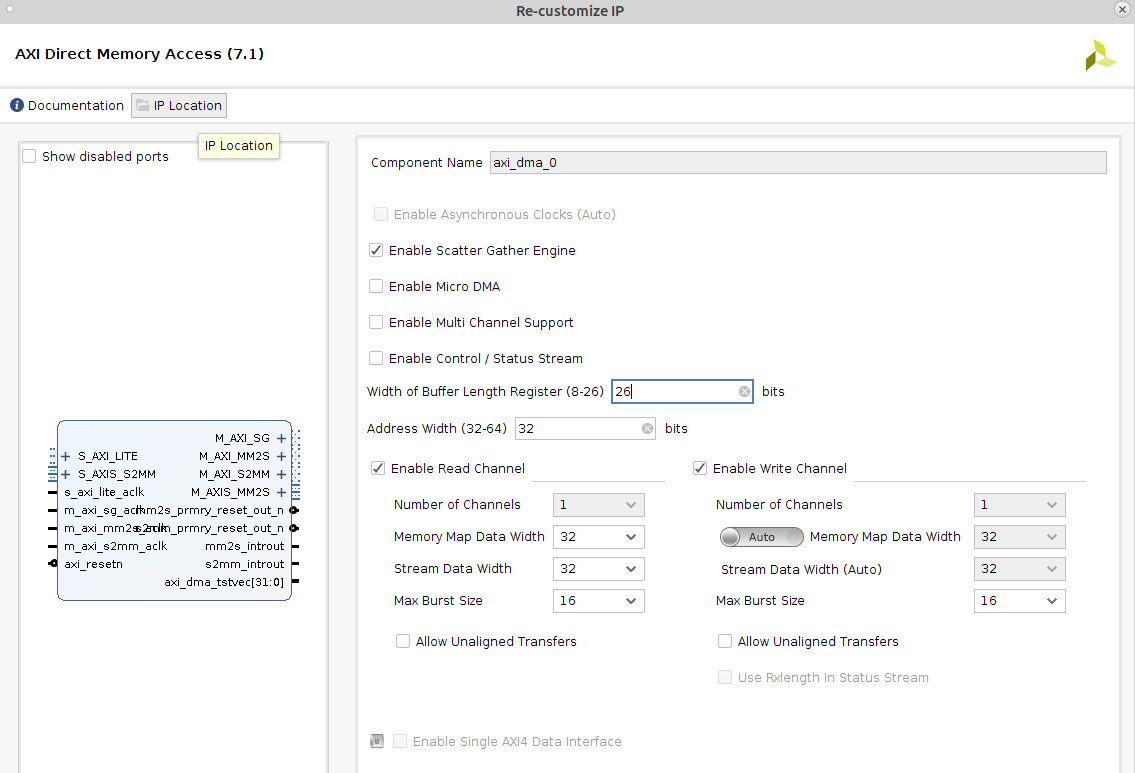 Re-customize IP
AXI Direct Memory Access (7.1)
Documentation IP Location
IP Location
Show disabled ports
M_AXI_SG
S_AXI_LITE M_AXI_MM2S
S_AXIS_S2MM M_AXI_S2MM
s_axi_lite_aclk M_AXIS_MM2S
m_axi_sg_aclk mm2s_prmry_reset_out_n
m_axi_mm2s_aclk s2mm_prmry_reset_out_n
m_axi_s2mm_aclk mm2s_introut
axi_resetn s2mm_introut
axi_dma_tstvec[31:0]
Component Name axi_dma_0
Enable Asynchronous Clocks (Auto)
Enable Scatter Gather Engine
Enable Micro DMA
Enable Multi Channel Support
Enable Control / Status Stream
Width of Buffer Length Register (8-26) 26 bits
Address Width (32-64) 32 bits
Enable Read Channel
Number of Channels 1
Memory Map Data Width 32
Stream Data Width 32
Max Burst Size 16
Allow Unaligned Transfers
Enable Write Channel
Number of Channels 1
Auto Memory Map Data Width 32
Stream Data Width (Auto) 32
Max Burst Size 16
Allow Unaligned Transfers
Use Rxlength In Status Stream
Enable Single AXI4 Data Interface